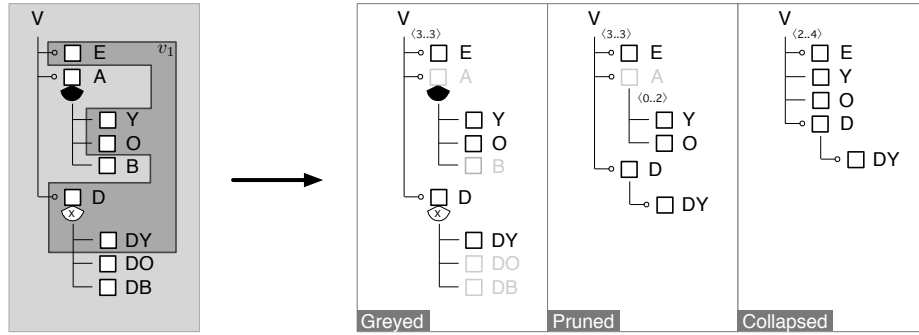 V
E
v1
A
Y
O
B
D
x
DY
DO
DB
V
⟨3..3⟩
E
A
Y
O
B
D
x
DY
DO
DB
Greyed
V
⟨3..3⟩
E
A
⟨0..2⟩
Y
O
D
DY
Pruned
V
⟨2..4⟩
E
Y
O
D
DY
Collapsed